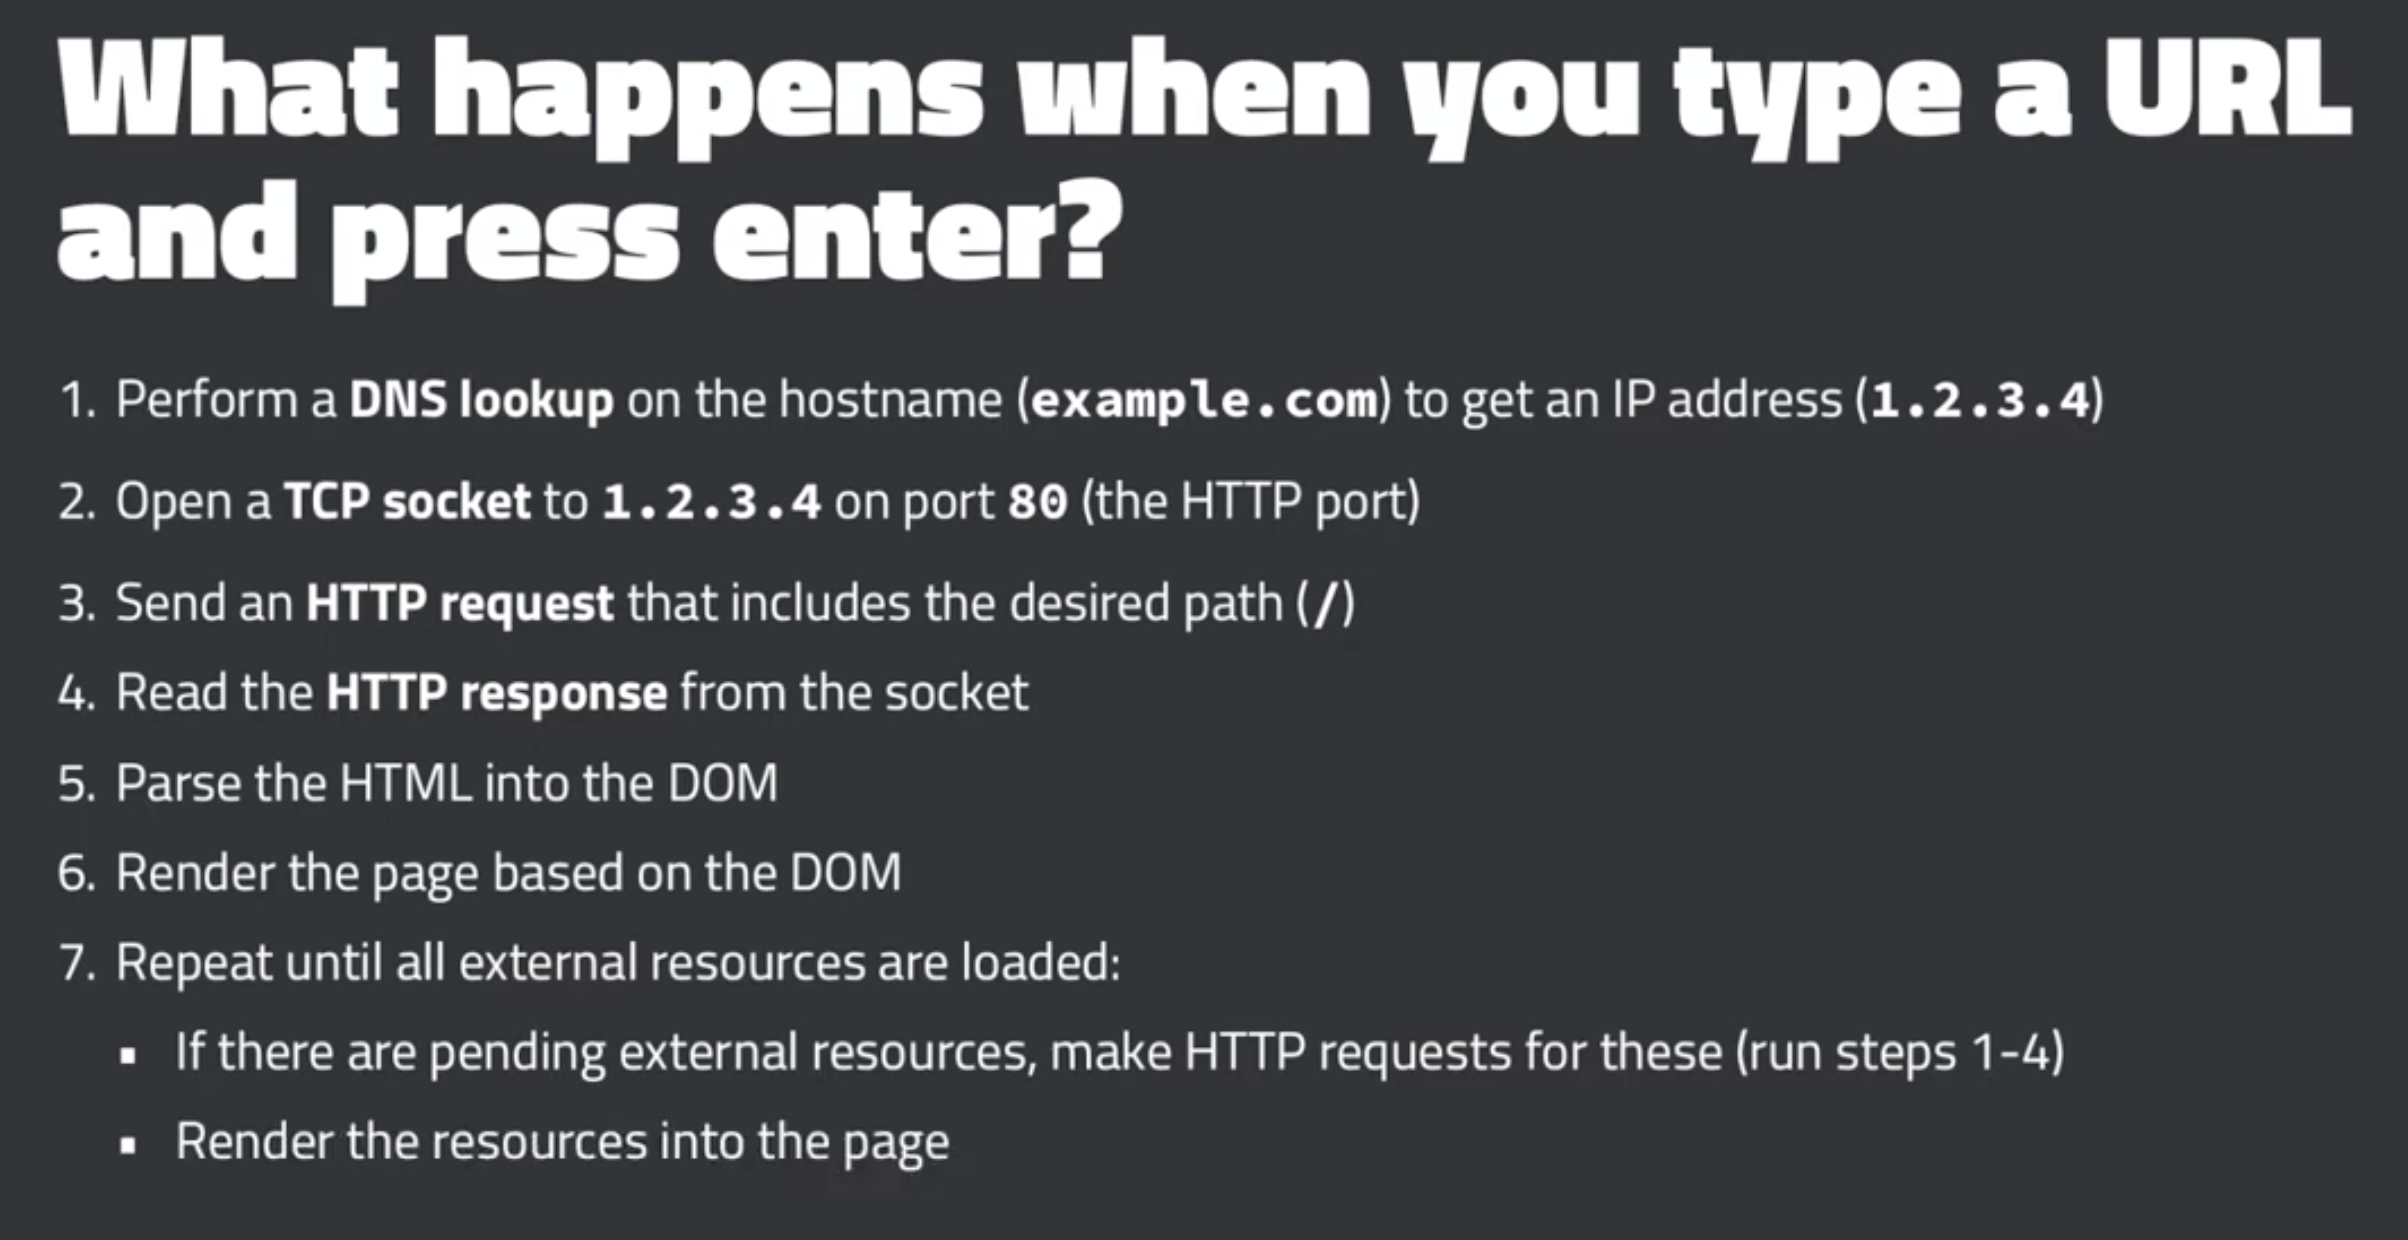 What happens when you type a URL
and press enter?
1. Perform a DNS lookup on the hostname (example.com) to get an IP address (1.2.3.4)
2. Open a TCP socket to 1.2.3.4 on port 80 (the HTTP port)
3. Send an HTTP request that includes the desired path (/)
4. Read the HTTP response from the socket
5. Parse the HTML into the DOM
6. Render the page based on the DOM
7. Repeat until all external resources are loaded:
▪ If there are pending external resources, make HTTP requests for these (run steps 1-4)
▪ Render the resources into the page